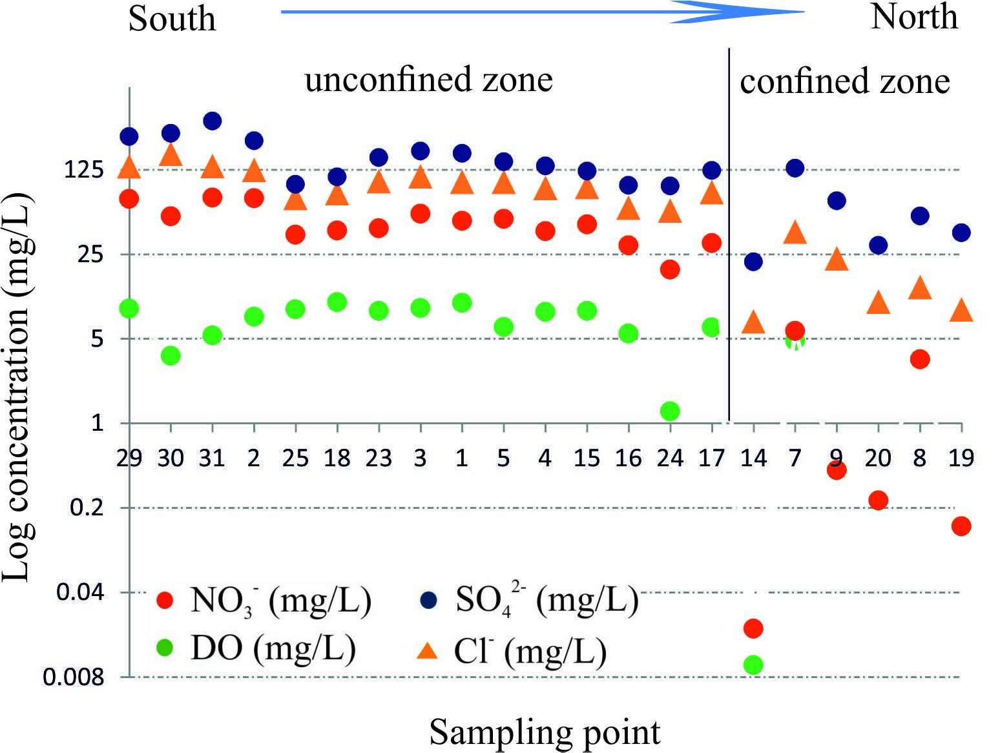 South North
unconfined zone confined zone
125
25
5
1
29 30 31 2 25 18 23 3 1 5 4 15 16 24 17 14 7 9 20 8 19
0.2
0.04
0.008
Log concentration (mg/L)
NO₃⁻ (mg/L) SO₄²⁻ (mg/L)
DO (mg/L) Cl⁻ (mg/L)
Sampling point